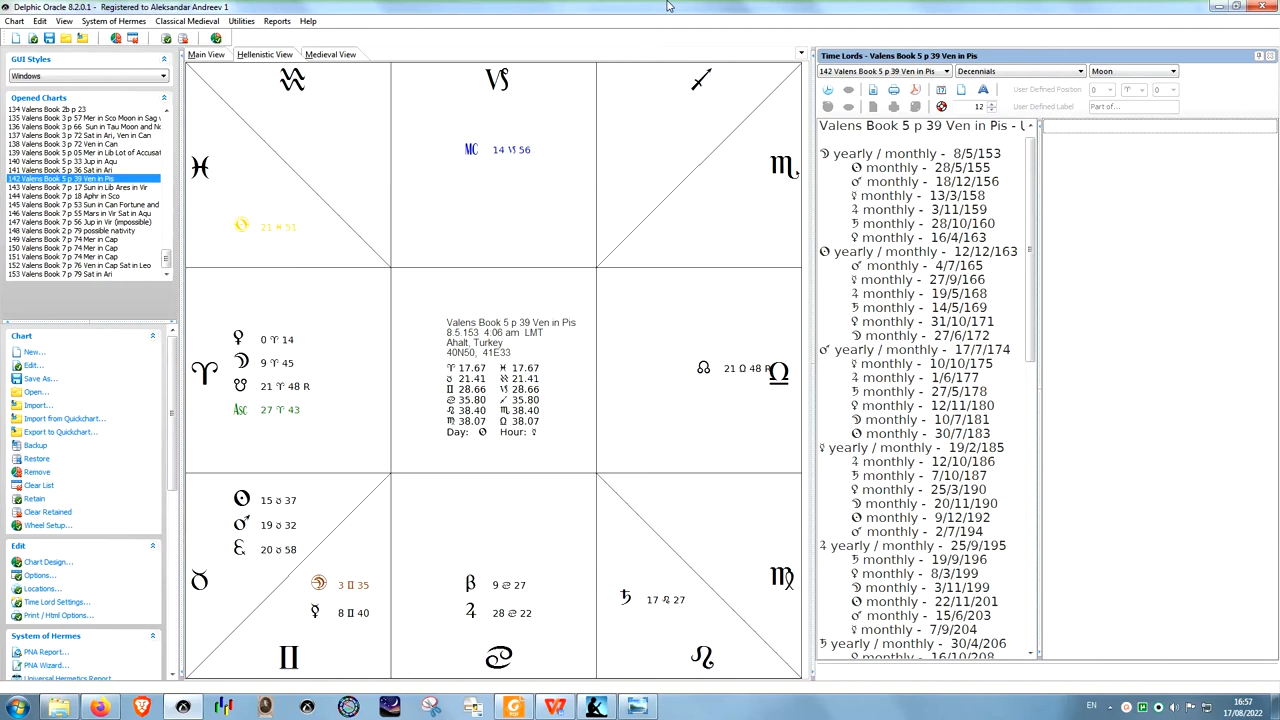 Delphic Oracle 8.2.0.1 - Registered to Aleksandar Andreev 1
Chart Edit View System of Hermes Classical Medieval Utilities Reports Help
GUI Styles
Windows
Opened Charts
134 Valens Book 2b p 23
135 Valens Book 3 p 57 Mer in Sco Moon in Sag
136 Valens Book 3 p 66 Sun in Tau Moon and No
137 Valens Book 3 p 72 Sat in Ari, Ven in Can
138 Valens Book 3 p 72 Ven in Can
139 Valens Book 5 p 05 Mer in Lib Lot of Accusat
140 Valens Book 5 p 33 Jup in Aqu
141 Valens Book 5 p 36 Sat in Ari
142 Valens Book 5 p 39 Ven in Pis
143 Valens Book 7 p 17 Sun in Lib Ares in Vir
144 Valens Book 7 p 18 Aphr in Sco
145 Valens Book 7 p 53 Sun in Can Fortune and
146 Valens Book 7 p 55 Mars in Vir Sat in Aqu
147 Valens Book 7 p 56 Jup in Vir (impossible)
148 Valens Book 2 p 79 possible nativity
149 Valens Book 7 p 74 Mer in Cap
150 Valens Book 7 p 74 Mer in Cap
151 Valens Book 7 p 74 Mer in Cap
152 Valens Book 7 p 76 Ven in Cap Sat in Leo
153 Valens Book 7 p 79 Sat in Ari
Chart
New...
Edit...
Save As...
Open...
Import...
Import from Quickchart...
Export to Quickchart...
Backup
Restore
Remove
Clear List
Retain
Clear Retained
Wheel Setup...
Edit
Chart Design...
Options...
Locations...
Time Lord Settings...
Print / Html Options...
System of Hermes
PNA Report...
PNA Wizard...
Universal Hermetics Report
Main View Hellenistic View Medieval View
♒ ♑ ♐
MC 14 ♑ 56
♓ ♏
☉ 21 ♓ 51
♀ 0 ♈ 14
☽ 9 ♈ 45
♈
☋ 21 ♈ 48 R
Asc 27 ♈ 43
Valens Book 5 p 39 Ven in Pis
8.5.153 4:06 am LMT
Ahalt, Turkey
40N50, 41E33
♈ 17.67 ♓ 17.67
♉ 21.41 ♒ 21.41
♊ 28.66 ♑ 28.66
♋ 35.80 ♐ 35.80
♌ 38.40 ♏ 38.40
♍ 38.07 ♎ 38.07
Day: ☉ Hour: ☿
☊ 21 ♎ 48 R ♎
☉ 15 ♉ 37
♂ 19 ♉ 32
20 ♉ 58
♉ ♍
3 ♊ 35
☿ 8 ♊ 40
β 9 ♋ 27
♃ 28 ♋ 22
♄ 17 ♌ 27
♊ ♋ ♌
Time Lords - Valens Book 5 p 39 Ven in Pis
142 Valens Book 5 p 39 Ven in Pis Decennials Moon
User Defined Position 0 ♈ 0
12 User Defined Label Part of...
Valens Book 5 p 39 Ven in Pis -
☽ yearly / monthly - 8/5/153
☉ monthly - 28/5/155
♂ monthly - 18/12/156
☿ monthly - 13/3/158
♃ monthly - 3/11/159
♄ monthly - 28/10/160
♀ monthly - 16/4/163
☉ yearly / monthly - 12/12/163
♂ monthly - 4/7/165
☿ monthly - 27/9/166
♃ monthly - 19/5/168
♄ monthly - 14/5/169
♀ monthly - 31/10/171
☽ monthly - 27/6/172
♂ yearly / monthly - 17/7/174
☿ monthly - 10/10/175
♃ monthly - 1/6/177
♄ monthly - 27/5/178
♀ monthly - 12/11/180
☽ monthly - 10/7/181
☉ monthly - 30/7/183
☿ yearly / monthly - 19/2/185
♃ monthly - 12/10/186
♄ monthly - 7/10/187
♀ monthly - 25/3/190
☽ monthly - 20/11/190
☉ monthly - 9/12/192
♂ monthly - 2/7/194
♃ yearly / monthly - 25/9/195
♄ monthly - 19/9/196
♀ monthly - 8/3/199
☽ monthly - 3/11/199
☉ monthly - 22/11/201
♂ monthly - 15/6/203
☿ monthly - 7/9/204
♄ yearly / monthly - 30/4/206
♀ monthly - 16/10/208
EN 16:57
17/08/2022